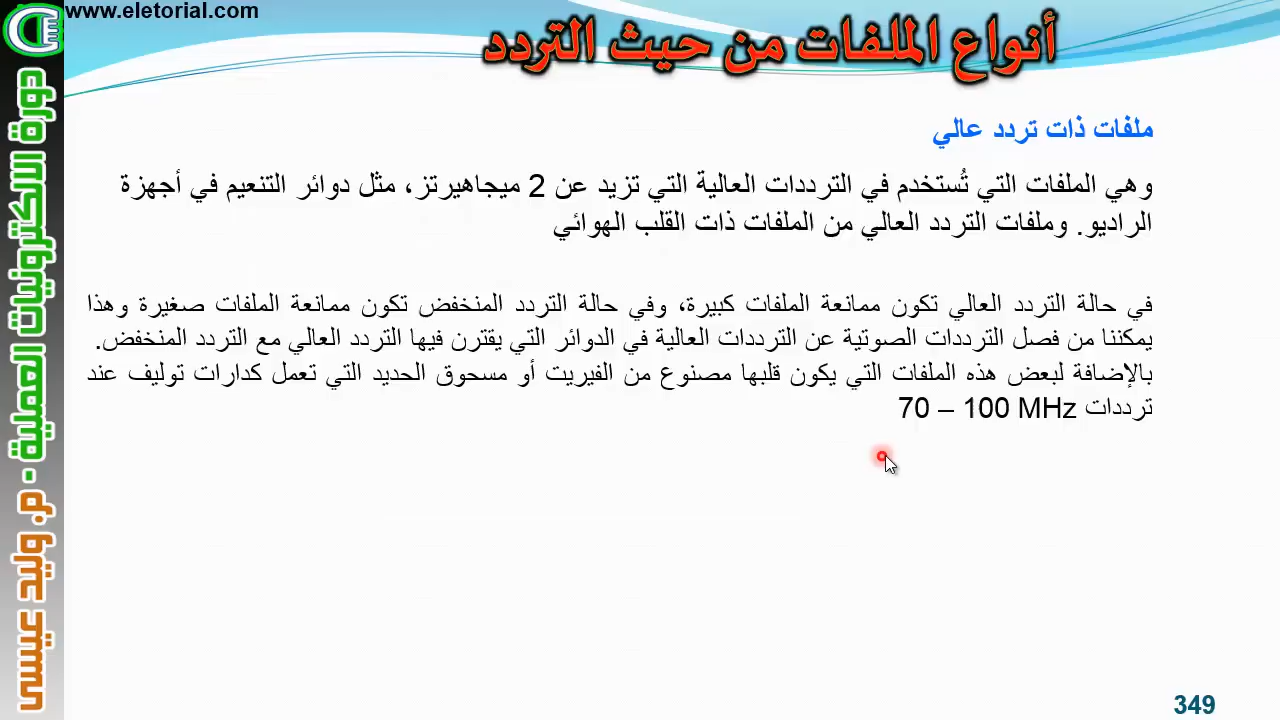 www.eletorial.com
أنواع الملفات من حيث التردد
ملفات ذات تردد عالي
وهي الملفات التي تُستخدم في الترددات العالية التي تزيد عن 2 ميجاهيرتز، مثل دوائر التنعيم في أجهزة
الراديو. وملفات التردد العالي من الملفات ذات القلب الهوائي
في حالة التردد العالي تكون ممانعة الملفات كبيرة، وفي حالة التردد المنخفض تكون ممانعة الملفات صغيرة وهذا
يمكننا من فصل الترددات الصوتية عن الترددات العالية في الدوائر التي يقترن فيها التردد العالي مع التردد المنخفض.
بالإضافة لبعض هذه الملفات التي يكون قلبها مصنوع من الفيريت أو مسحوق الحديد التي تعمل كدارات توليف عند
ترددات 70 – 100 MHz
دورة الالكترونيات العملية - م. وليد عيسى
349